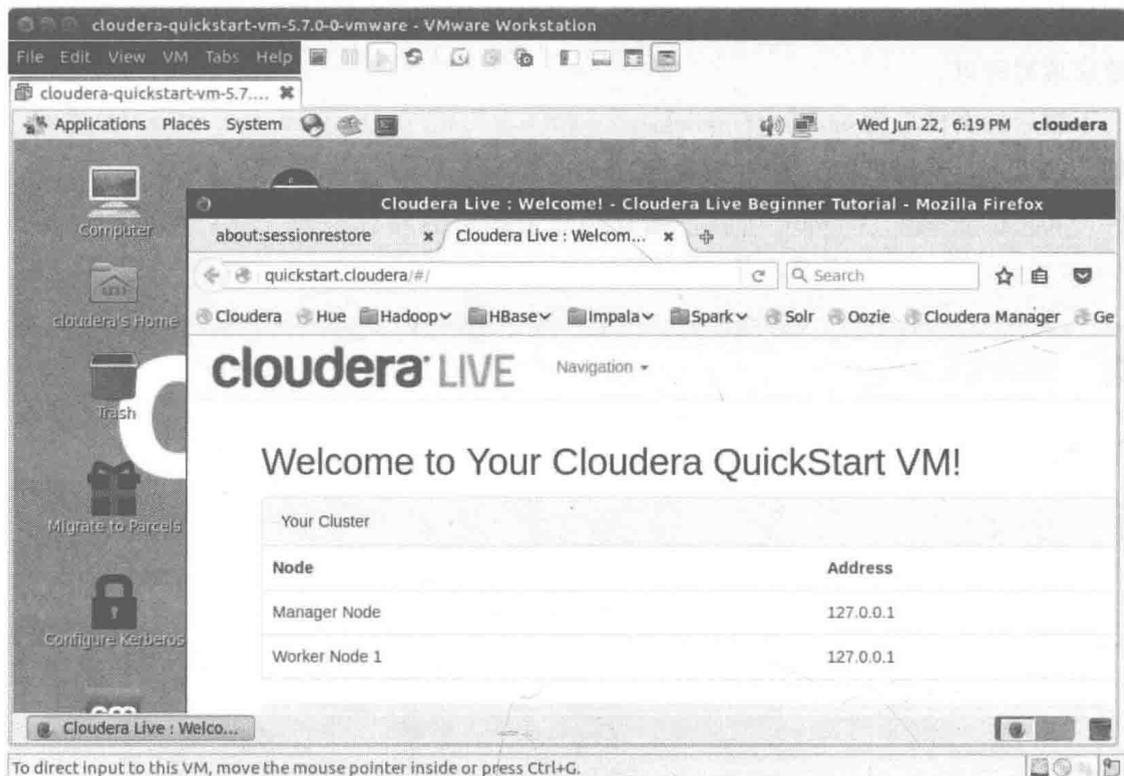 cloudera-quickstart-vm-5.7.0-0-vmware - VMware Workstation
File Edit View VM Tabs Help
cloudera-quickstart-vm-5.7....
Applications Places System Wed Jun 22, 6:19 PM cloudera
Computer
cloudera's Home
Trash
Migrate to Parcels
Configure Kerberos
Cloudera Live : Welcome! - Cloudera Live Beginner Tutorial - Mozilla Firefox
about:sessionrestore Cloudera Live : Welcom...
quickstart.cloudera/#/ Search
Cloudera Hue Hadoop HBase Impala Spark Solr Oozie Cloudera Manager Ge
cloudera LIVE Navigation
Welcome to Your Cloudera QuickStart VM!
Your Cluster
Node Address
Manager Node 127.0.0.1
Worker Node 1 127.0.0.1
Cloudera Live : Welco...
To direct input to this VM, move the mouse pointer inside or press Ctrl+G.